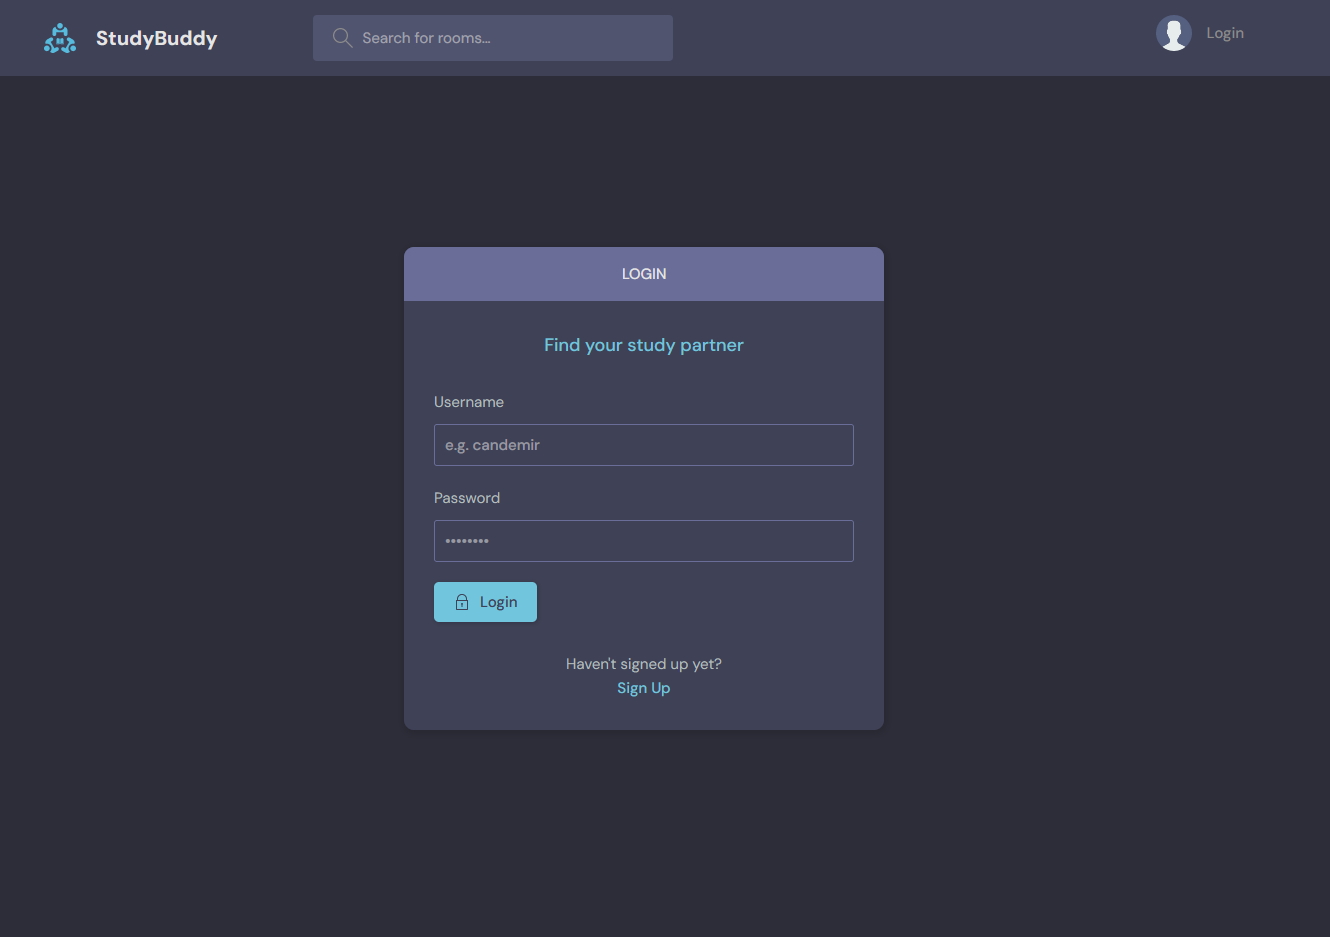 StudyBuddy
Search for rooms...
Login
LOGIN
Find your study partner
Username
e.g. candemir
Password
••••••••
Login
Haven't signed up yet?
Sign Up